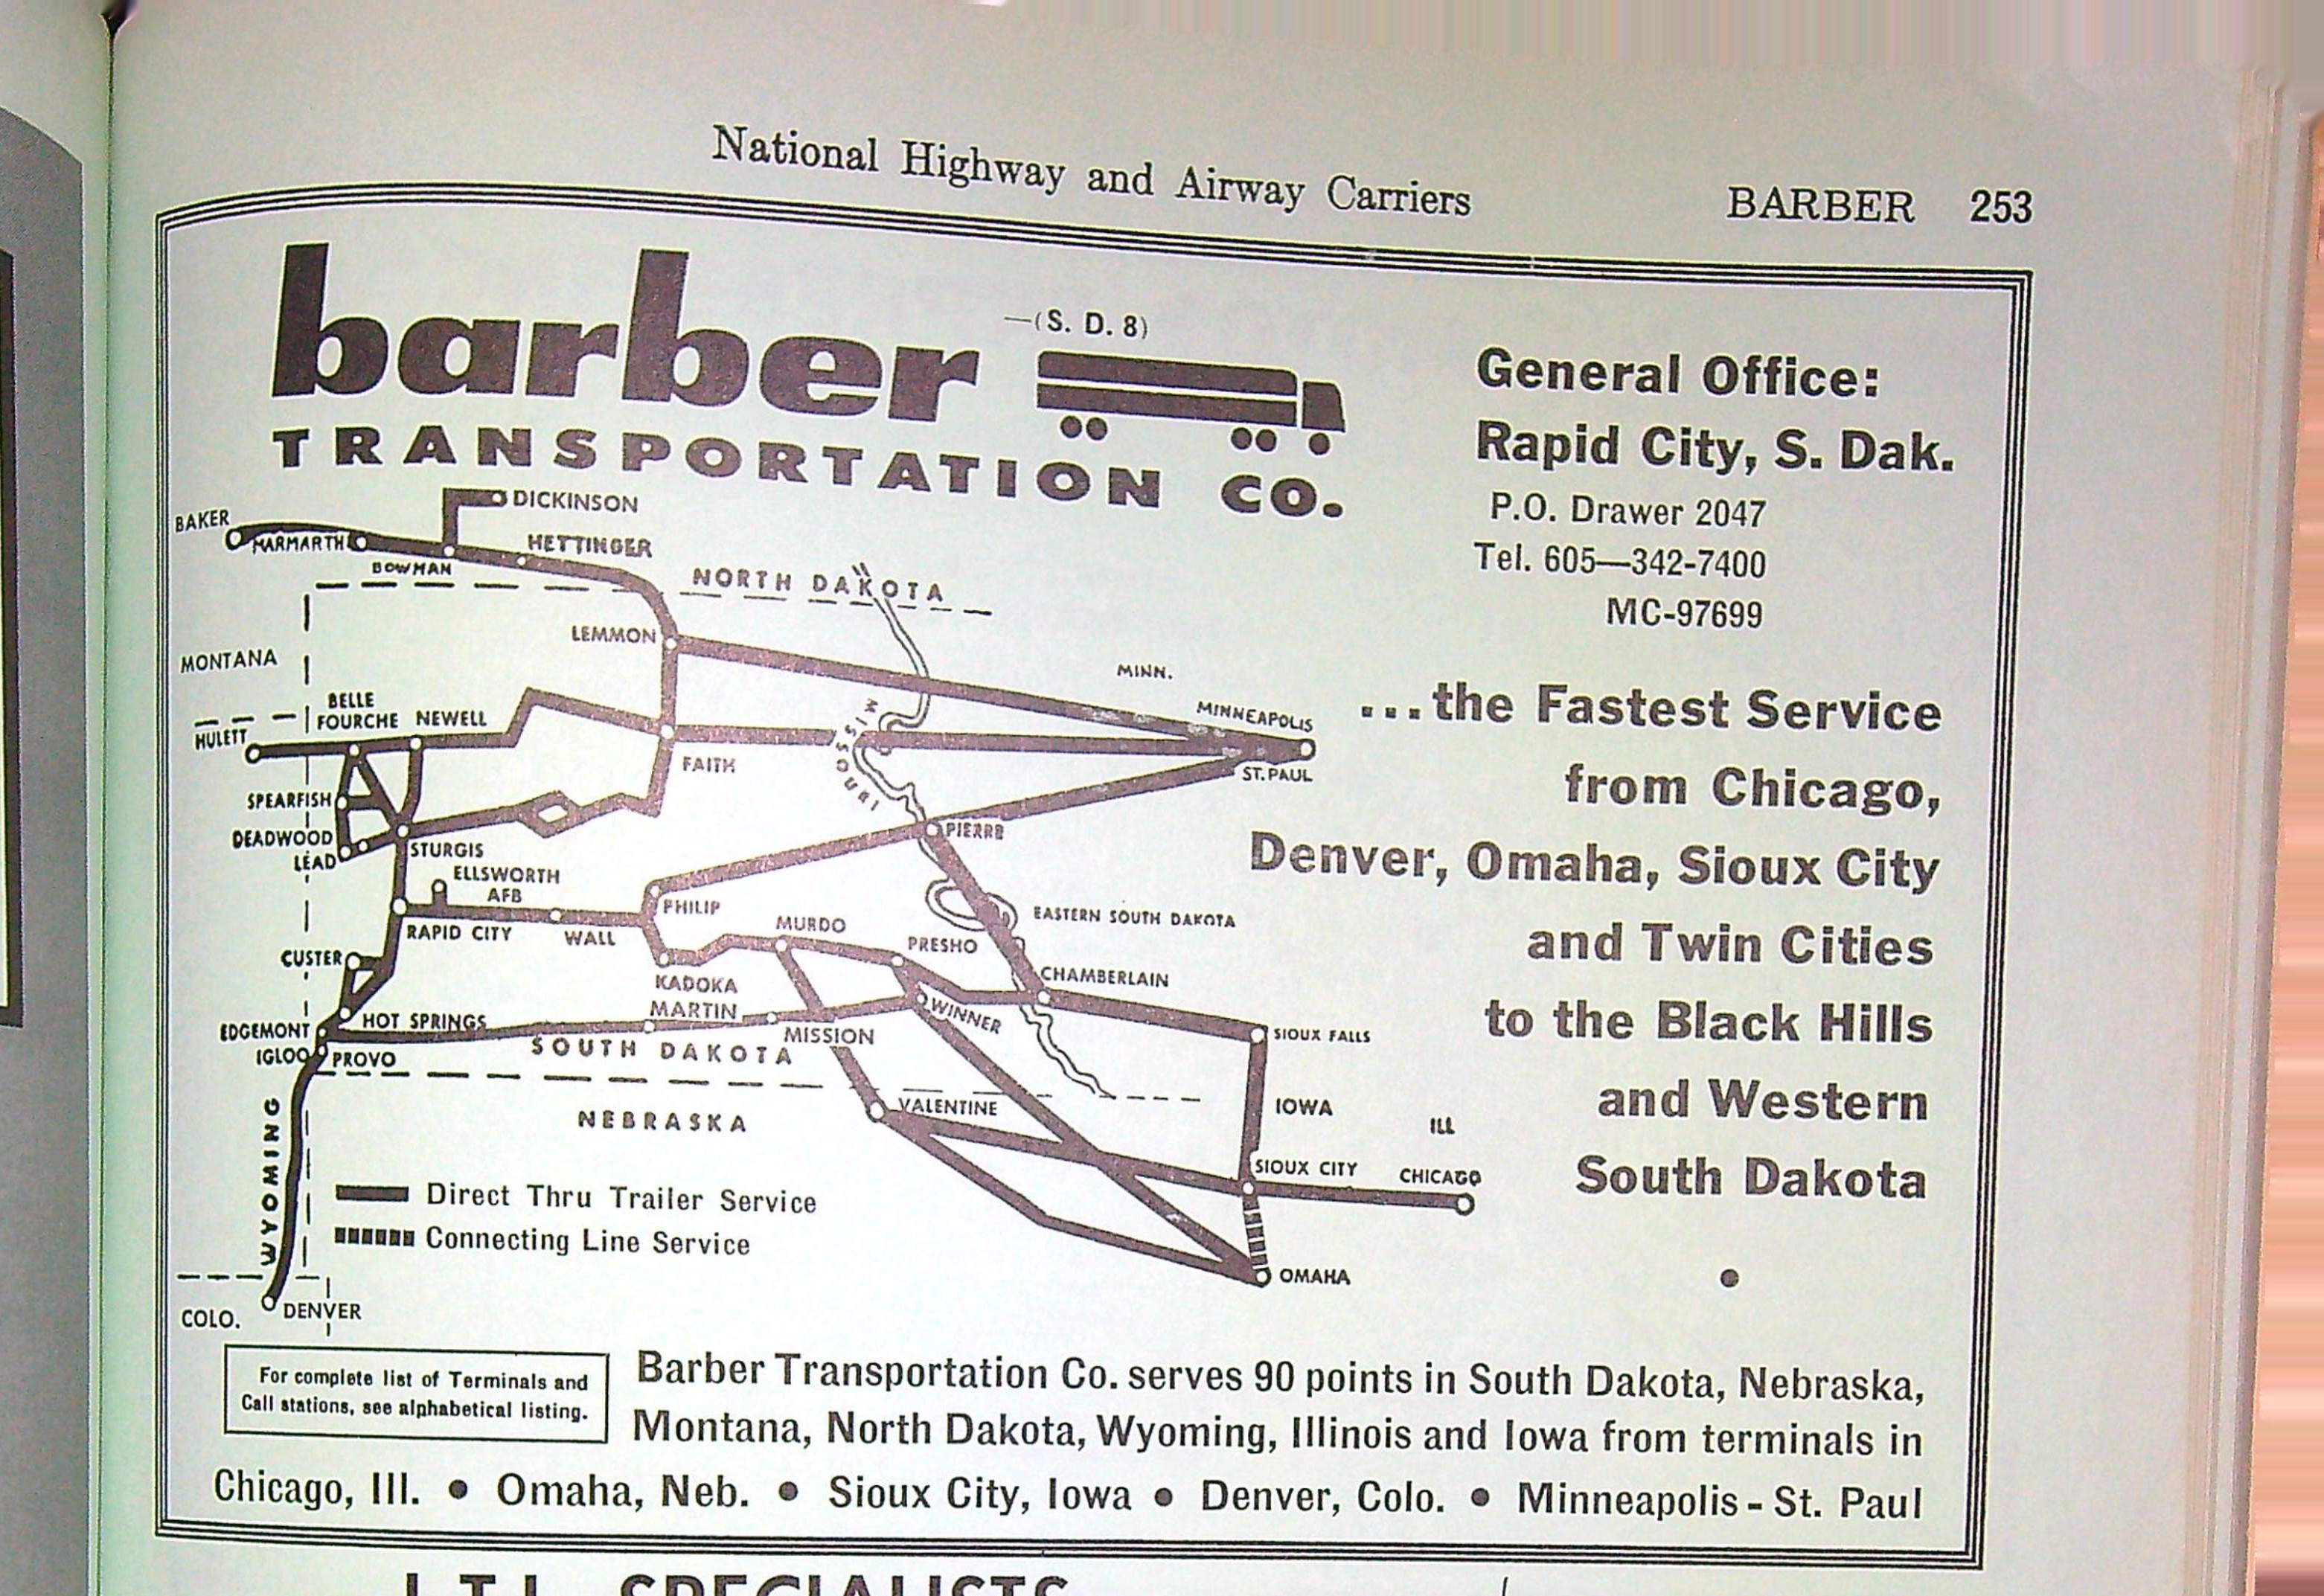 National Highway and Airway Carriers
BARBER 253
barber
—(S. D. 8)
TRANSPORTATION CO.
General Office:
Rapid City, S. Dak.
P.O. Drawer 2047
Tel. 605—342-7400
MC-97699
...the Fastest Service
from Chicago,
Denver, Omaha, Sioux City
and Twin Cities
to the Black Hills
and Western
South Dakota
DICKINSON
BAKER
MARMARTH
HETTINGER
BOWMAN
NORTH DAKOTA
LEMMON
MONTANA
MINN.
BELLE
FOURCHE
NEWELL
MINNEAPOLIS
HULETT
MISSOURI
FAITH
ST. PAUL
SPEARFISH
DEADWOOD
LEAD
STURGIS
PIERRE
ELLSWORTH
AFB
PHILIP
RAPID CITY
WALL
MURDO
EASTERN SOUTH DAKOTA
PRESHO
CUSTER
KADOKA
CHAMBERLAIN
MARTIN
WINNER
EDGEMONT
HOT SPRINGS
MISSION
SIOUX FALLS
IGLOO
PROVO
SOUTH DAKOTA
VALENTINE
IOWA
NEBRASKA
ILL
WYOMING
SIOUX CITY
CHICAGO
Direct Thru Trailer Service
Connecting Line Service
OMAHA
COLO.
DENVER
For complete list of Terminals and
Call stations, see alphabetical listing.
Barber Transportation Co. serves 90 points in South Dakota, Nebraska,
Montana, North Dakota, Wyoming, Illinois and Iowa from terminals in
Chicago, Ill. • Omaha, Neb. • Sioux City, Iowa • Denver, Colo. • Minneapolis - St. Paul
L.T.L. SPECIALISTS